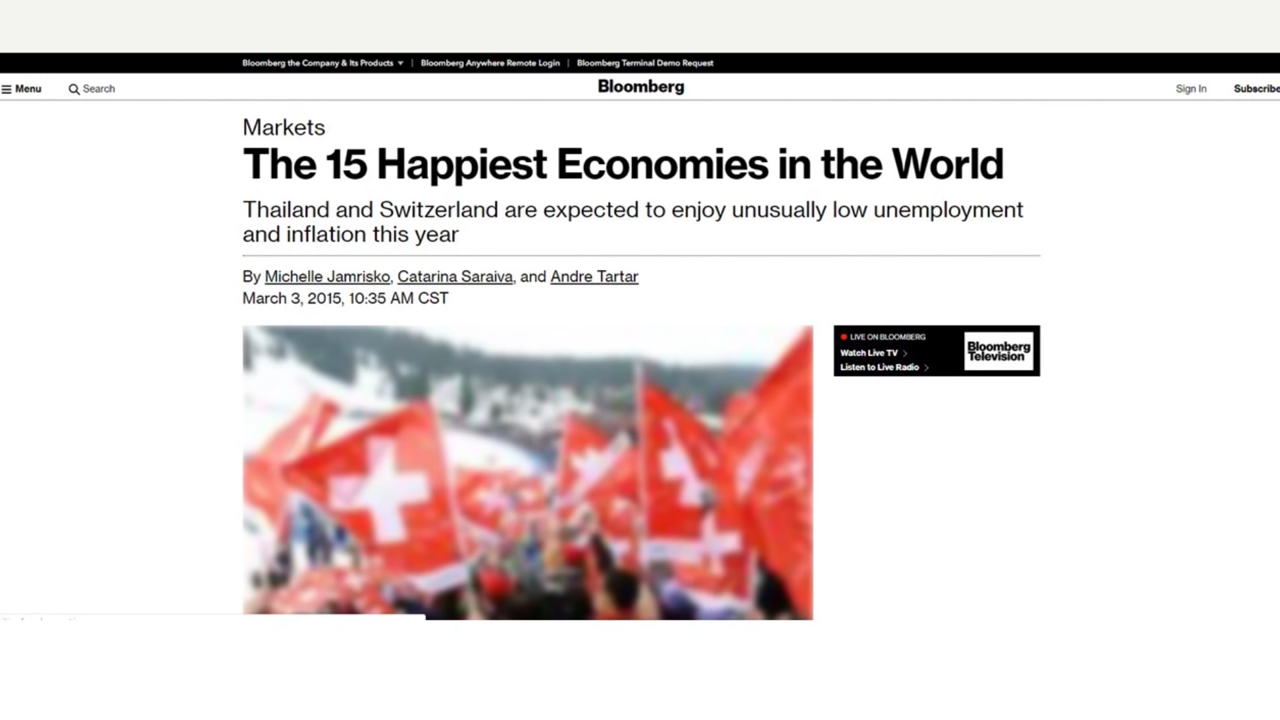 Bloomberg the Company & Its Products ▾ | Bloomberg Anywhere Remote Login | Bloomberg Terminal Demo Request
Menu Search Bloomberg Sign In Subscribe
Markets
The 15 Happiest Economies in the World
Thailand and Switzerland are expected to enjoy unusually low unemployment
and inflation this year
By Michelle Jamrisko, Catarina Saraiva, and Andre Tartar
March 3, 2015, 10:35 AM CST
LIVE ON BLOOMBERG
Watch Live TV >
Listen to Live Radio >
Bloomberg
Television